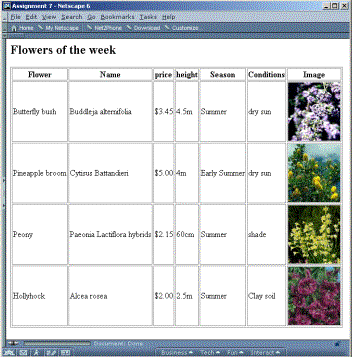 Assignment 7 - Netscape 6
File Edit View Search Go Bookmarks Tasks Help
Home My Netscape Net2Phone Download Customize
Flowers of the week
Flower Name price height Season Conditions Image
Butterfly bush Buddleja alternifolia $3.45 4.5m Summer dry sun
Pineapple broom Cytisus Battandieri $5.00 4m Early Summer dry sun
Peony Paeonia Lactiflora hybrids $2.15 60cm Summer shade
Hollyhock Alcea rosea $2.00 2.5m Summer Clay soil
Document: Done
Business Tech Fun Interact